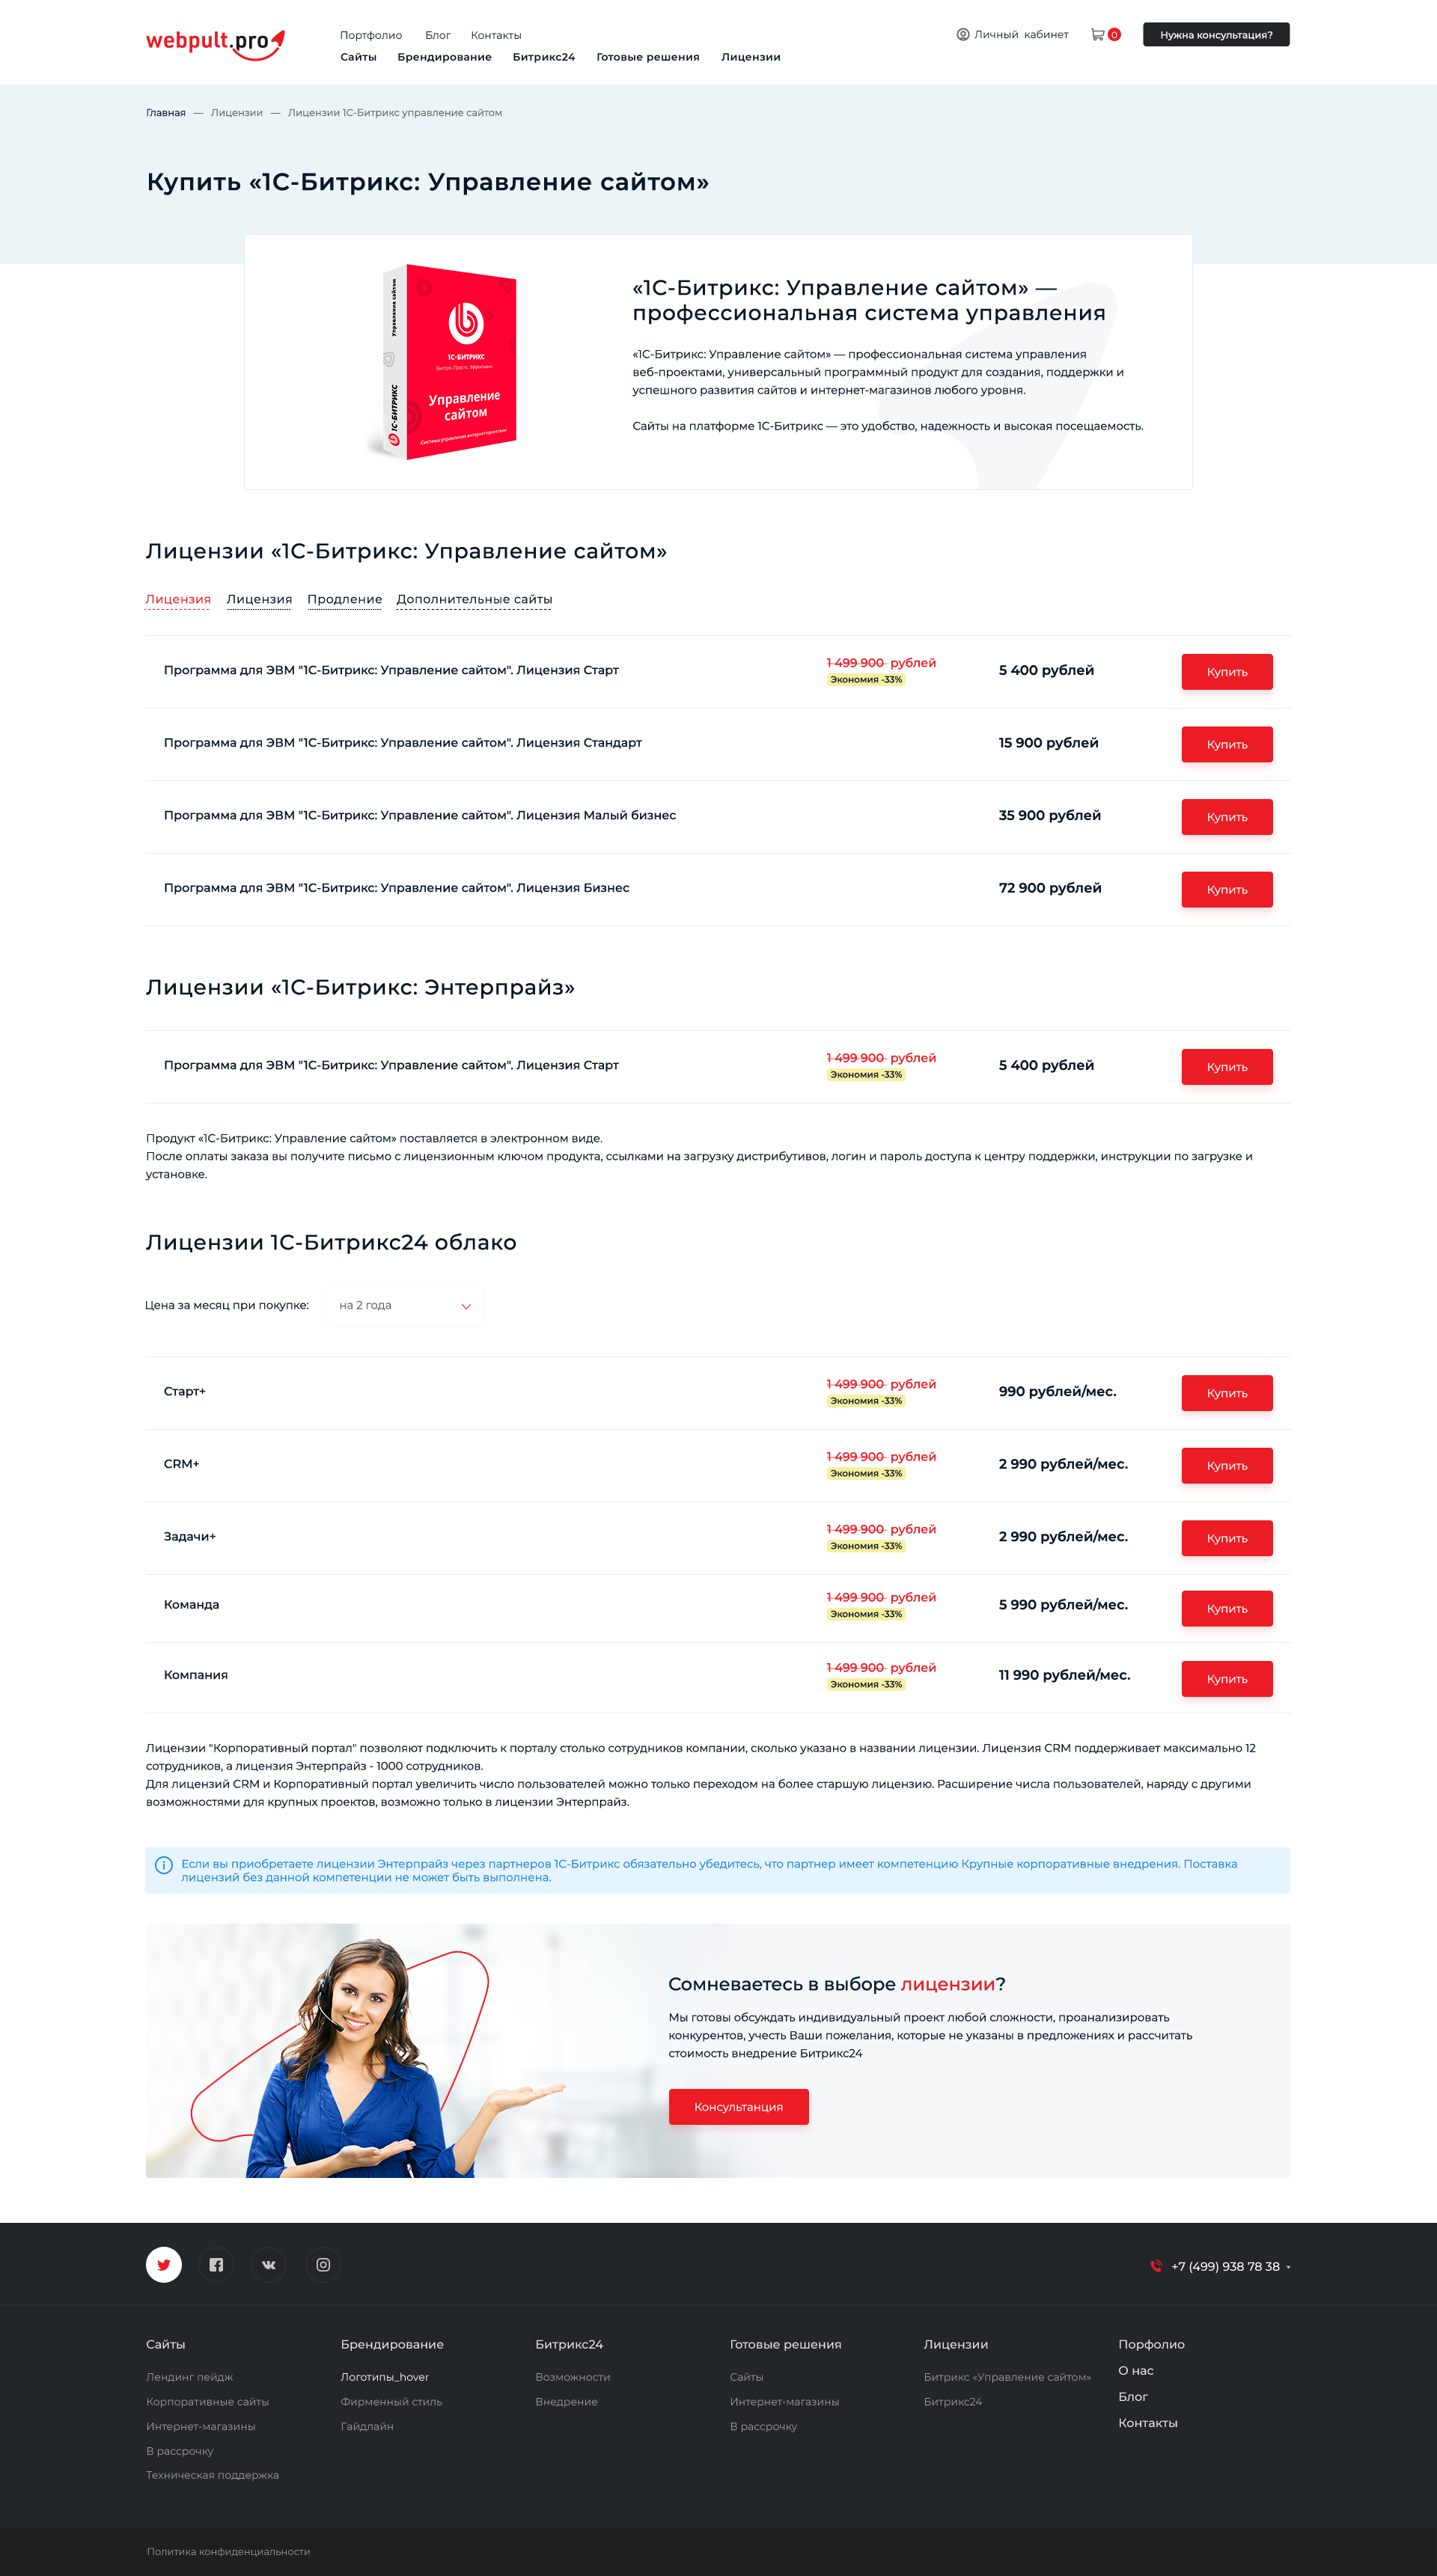 webpult.pro
Портфолио Блог Контакты
Личный кабинет
0
Нужна консультация?
Сайты Брендирование Битрикс24 Готовые решения Лицензии
Главная — Лицензии — Лицензии 1С-Битрикс управление сайтом
Купить «1С-Битрикс: Управление сайтом»
Управление сайтом
1С-БИТРИКС
1С-БИТРИКС
Быстро. Просто. Эффективно
Управление
сайтом
Система управления интернет-проектами
«1С-Битрикс: Управление сайтом» —
профессиональная система управления
«1С-Битрикс: Управление сайтом» — профессиональная система управления
веб-проектами, универсальный программный продукт для создания, поддержки и
успешного развития сайтов и интернет-магазинов любого уровня.
Сайты на платформе 1С-Битрикс — это удобство, надежность и высокая посещаемость.
Лицензии «1С-Битрикс: Управление сайтом»
Лицензия Лицензия Продление Дополнительные сайты
Программа для ЭВМ "1С-Битрикс: Управление сайтом". Лицензия Старт
1 499 900 рублей
Экономия -33%
5 400 рублей
Купить
Программа для ЭВМ "1С-Битрикс: Управление сайтом". Лицензия Стандарт
15 900 рублей
Купить
Программа для ЭВМ "1С-Битрикс: Управление сайтом". Лицензия Малый бизнес
35 900 рублей
Купить
Программа для ЭВМ "1С-Битрикс: Управление сайтом". Лицензия Бизнес
72 900 рублей
Купить
Лицензии «1С-Битрикс: Энтерпрайз»
Программа для ЭВМ "1С-Битрикс: Управление сайтом". Лицензия Старт
1 499 900 рублей
Экономия -33%
5 400 рублей
Купить
Продукт «1С-Битрикс: Управление сайтом» поставляется в электронном виде.
После оплаты заказа вы получите письмо с лицензионным ключом продукта, ссылками на загрузку дистрибутивов, логин и пароль доступа к центру поддержки, инструкции по загрузке и
установке.
Лицензии 1С-Битрикс24 облако
Цена за месяц при покупке:
на 2 года
Старт+
1 499 900 рублей
Экономия -33%
990 рублей/мес.
Купить
CRM+
1 499 900 рублей
Экономия -33%
2 990 рублей/мес.
Купить
Задачи+
1 499 900 рублей
Экономия -33%
2 990 рублей/мес.
Купить
Команда
1 499 900 рублей
Экономия -33%
5 990 рублей/мес.
Купить
Компания
1 499 900 рублей
Экономия -33%
11 990 рублей/мес.
Купить
Лицензии "Корпоративный портал" позволяют подключить к порталу столько сотрудников компании, сколько указано в названии лицензии. Лицензия CRM поддерживает максимально 12
сотрудников, а лицензия Энтерпрайз - 1000 сотрудников.
Для лицензий CRM и Корпоративный портал увеличить число пользователей можно только переходом на более старшую лицензию. Расширение числа пользователей, наряду с другими
возможностями для крупных проектов, возможно только в лицензии Энтерпрайз.
Если вы приобретаете лицензии Энтерпрайз через партнеров 1С-Битрикс обязательно убедитесь, что партнер имеет компетенцию Крупные корпоративные внедрения. Поставка
лицензий без данной компетенции не может быть выполнена.
Сомневаетесь в выборе лицензии?
Мы готовы обсуждать индивидуальный проект любой сложности, проанализировать
конкурентов, учесть Ваши пожелания, которые не указаны в предложениях и рассчитать
стоимость внедрение Битрикс24
Консультанция
+7 (499) 938 78 38
Сайты
Лендинг пейдж
Корпоративные сайты
Интернет-магазины
В рассрочку
Техническая поддержка
Брендирование
Логотипы_hover
Фирменный стиль
Гайдлайн
Битрикс24
Возможности
Внедрение
Готовые решения
Сайты
Интернет-магазины
В рассрочку
Лицензии
Битрикс «Управление сайтом»
Битрикс24
Порфолио
О нас
Блог
Контакты
Политика конфиденциальности